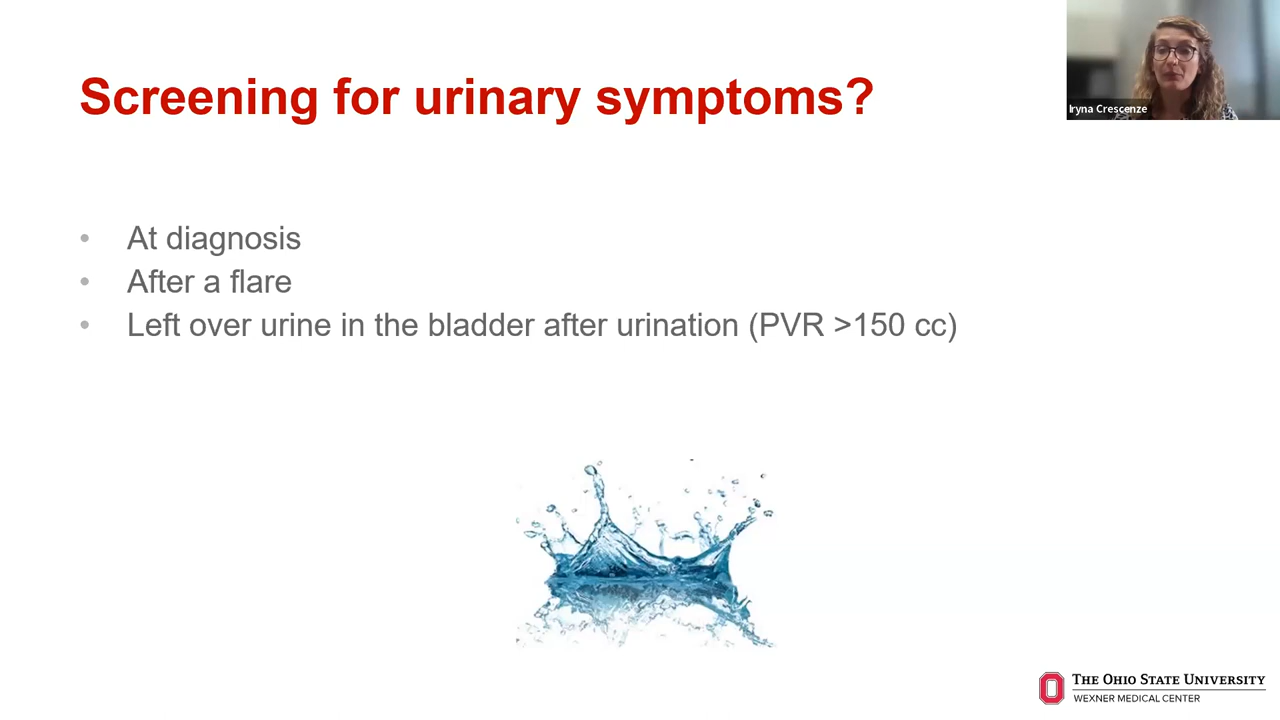 Screening for urinary symptoms?
Iryna Crescenze
• At diagnosis
• After a flare
• Left over urine in the bladder after urination (PVR >150 cc)
THE OHIO STATE UNIVERSITY
WEXNER MEDICAL CENTER